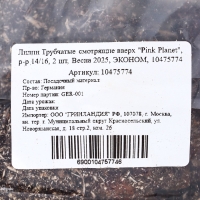 Лилии Трубчатые смотрящие вверх "Pink Planet",
р-р 14/16, 2 шт, Весна 2025, ЭКОНОМ, 10475774
Артикул: 10475774
Состав: Посадочный материал
Пр-во: Германия
Номер партии: GER-001
Дата урожая:
Дата упаковки
Импортер: ООО "ГРИНЛАНДИЯ", РФ, 107078, г. Москва,
вн. тер. г. Муниципальный округ Красносельский, ул.
Новорязанская, д. 18 стр.2, ком. 26
6900104757746